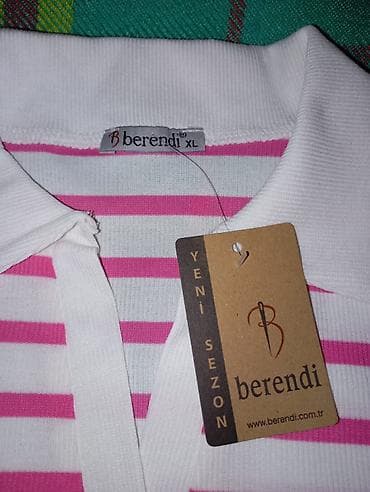 B berendi® XL
YENİ SEZON
B
berendi
www.berendi.com.tr